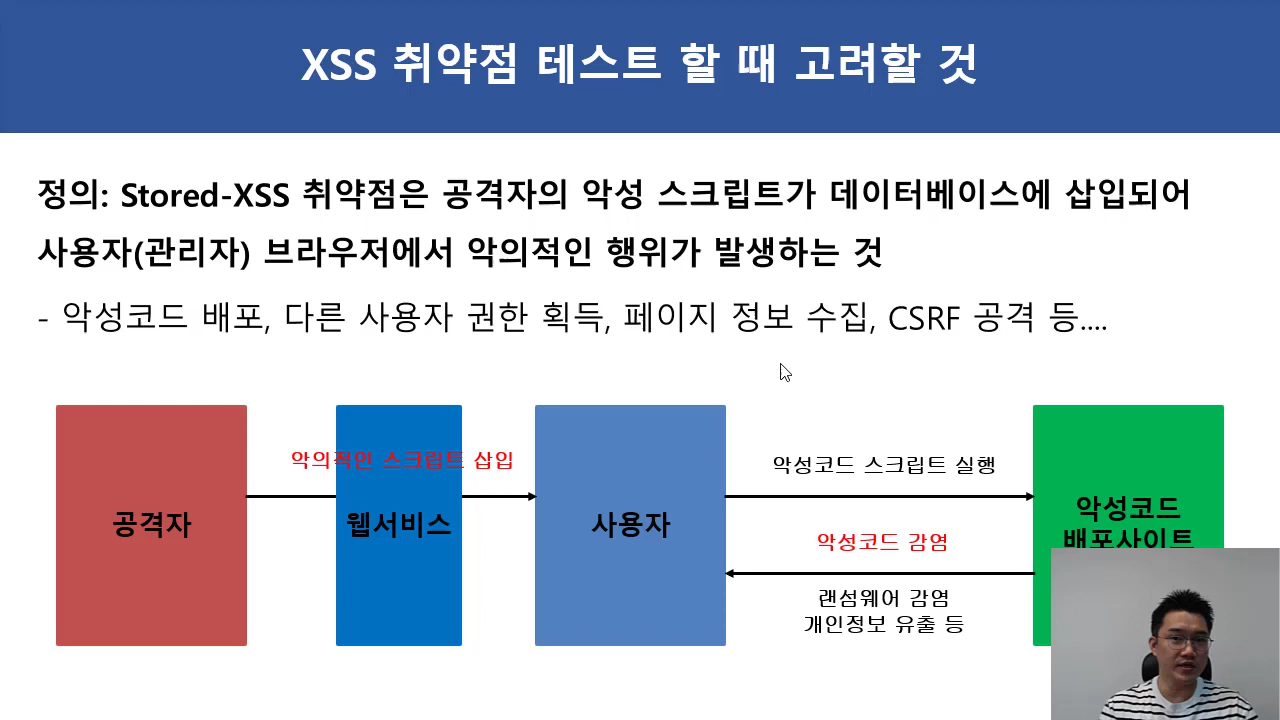 XSS 취약점 테스트 할 때 고려할 것
정의: Stored-XSS 취약점은 공격자의 악성 스크립트가 데이터베이스에 삽입되어
사용자(관리자) 브라우저에서 악의적인 행위가 발생하는 것
- 악성코드 배포, 다른 사용자 권한 획득, 페이지 정보 수집, CSRF 공격 등....
악의적인 스크립트 삽입
공격자
웹서비스
사용자
악성코드 스크립트 실행
악성코드 감염
랜섬웨어 감염
개인정보 유출 등
악성코드
배포사이트